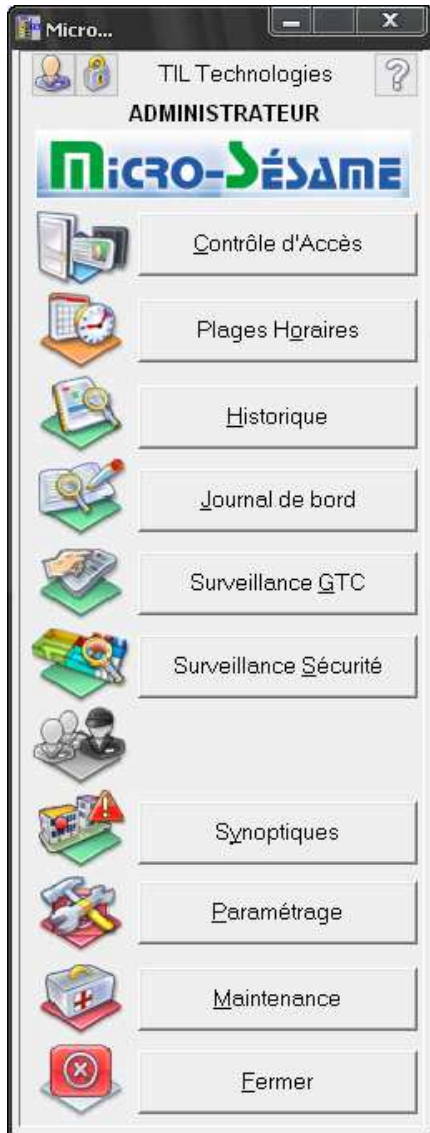 Micro...
TIL Technologies
ADMINISTRATEUR
MICRO-SÉSAME
Contrôle d'Accès
Plages Horaires
Historique
Journal de bord
Surveillance GTC
Surveillance Sécurité
Synoptiques
Paramétrage
Maintenance
Fermer